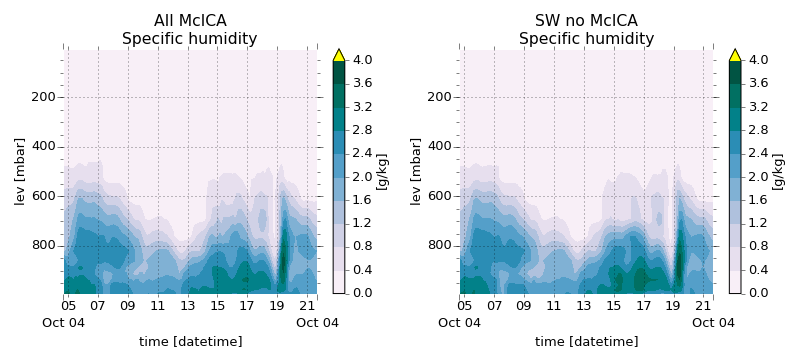 All McICA
Specific humidity
4.0
3.6
3.2
2.8
2.4
2.0
1.6
1.2
0.8
0.4
0.0
[g/kg]
200
400
600
800
lev [mbar]
05 07 09 11 13 15 17 19 21
Oct 04 Oct 04
time [datetime]
SW no McICA
Specific humidity
4.0
3.6
3.2
2.8
2.4
2.0
1.6
1.2
0.8
0.4
0.0
[g/kg]
200
400
600
800
lev [mbar]
05 07 09 11 13 15 17 19 21
Oct 04 Oct 04
time [datetime]